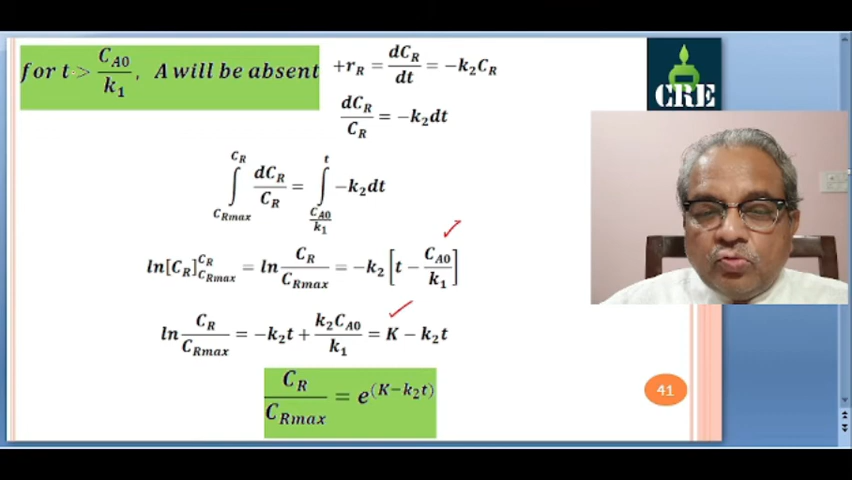 for t > C_A0/k_1, A will be absent
+r_R = dC_R/dt = −k_2C_R
CRE
dC_R/C_R = −k_2dt
∫_{C_Rmax}^{C_R} dC_R/C_R = ∫_{C_A0/k_1}^{t} −k_2dt
ln[C_R]_{C_Rmax}^{C_R} = ln C_R/C_Rmax = −k_2[t − C_A0/k_1]
ln C_R/C_Rmax = −k_2t + k_2C_A0/k_1 = K − k_2t
C_R/C_Rmax = e^{(K−k_2t)}
41